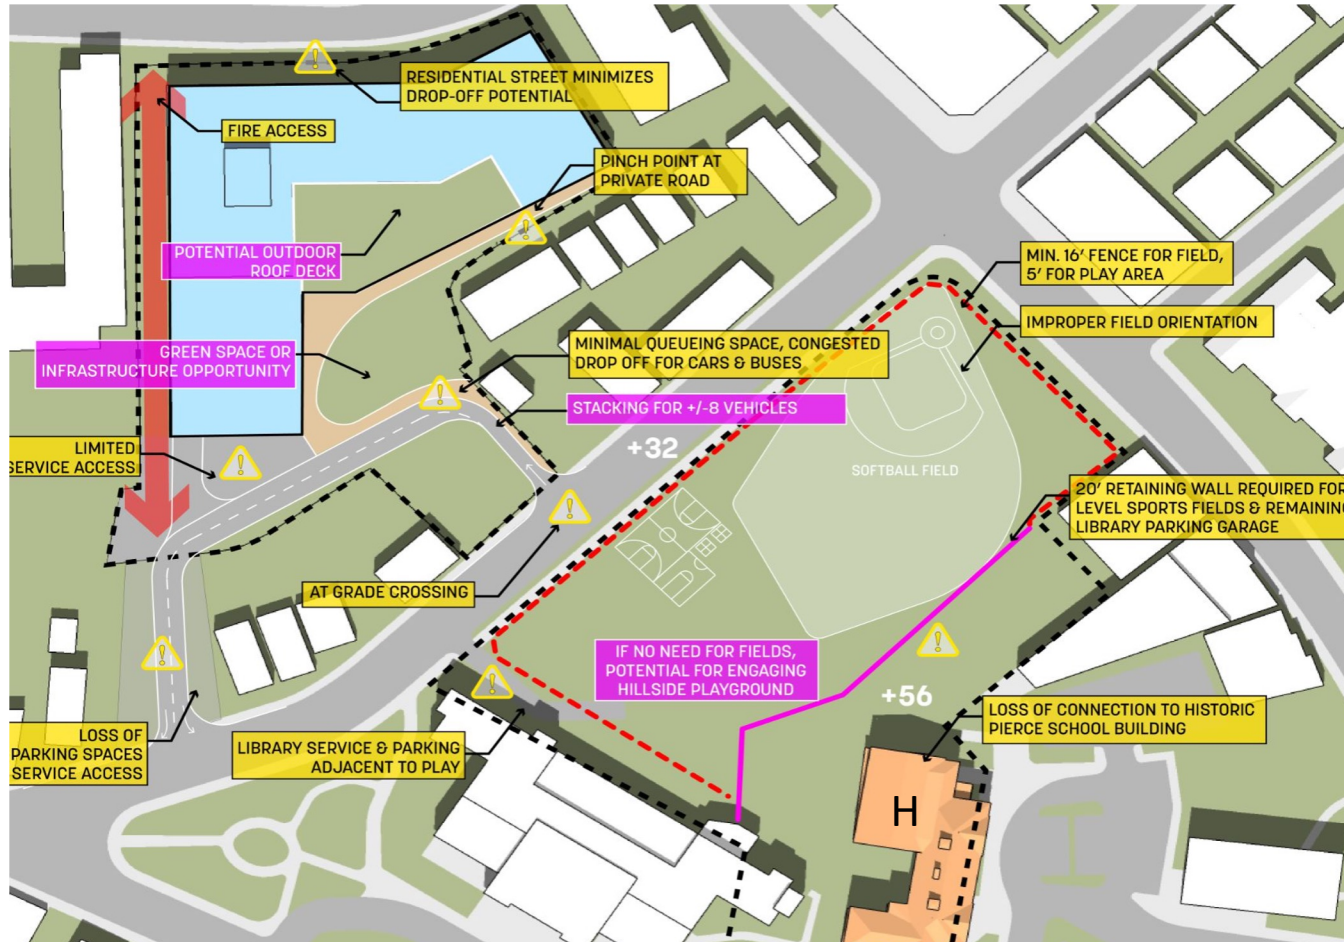 RESIDENTIAL STREET MINIMIZES
DROP-OFF POTENTIAL
FIRE ACCESS
PINCH POINT AT
PRIVATE ROAD
POTENTIAL OUTDOOR
ROOF DECK
MIN. 16' FENCE FOR FIELD,
5' FOR PLAY AREA
IMPROPER FIELD ORIENTATION
GREEN SPACE OR
INFRASTRUCTURE OPPORTUNITY
MINIMAL QUEUEING SPACE, CONGESTED
DROP OFF FOR CARS & BUSES
STACKING FOR +/-8 VEHICLES
+32
LIMITED
SERVICE ACCESS
SOFTBALL FIELD
20' RETAINING WALL REQUIRED FOR
LEVEL SPORTS FIELDS & REMAINING
LIBRARY PARKING GARAGE
AT GRADE CROSSING
IF NO NEED FOR FIELDS,
POTENTIAL FOR ENGAGING
HILLSIDE PLAYGROUND
+56
LOSS OF CONNECTION TO HISTORIC
PIERCE SCHOOL BUILDING
LOSS OF
PARKING SPACES
SERVICE ACCESS
LIBRARY SERVICE & PARKING
ADJACENT TO PLAY
H
!
!
!
!
!
!
!
!